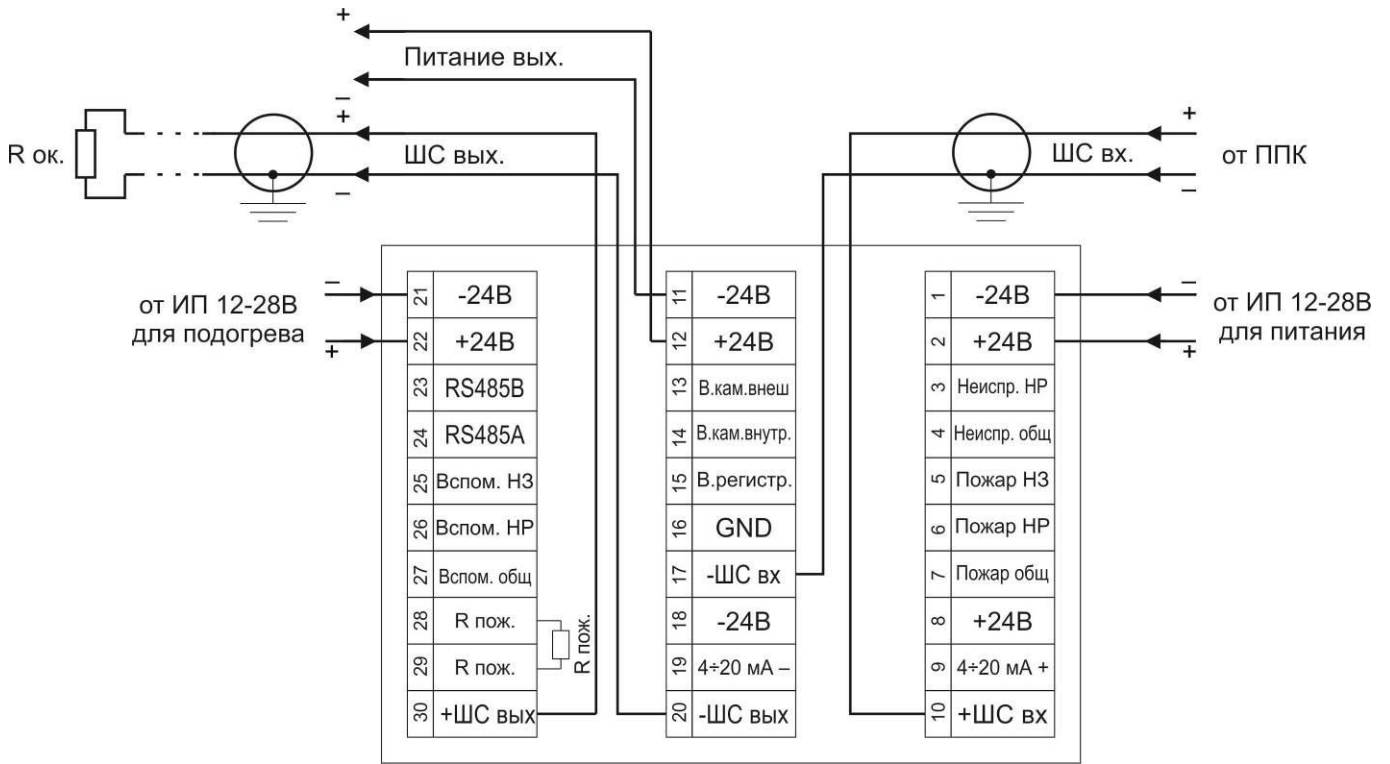 +
Питание вых.
–
+
R ок.
ШС вых.
–
+
ШС вх.
от ППК
–
–
от ИП 12-28В
для подогрева
+
21 -24В
22 +24В
23 RS485В
24 RS485А
25 Вспом. НЗ
26 Вспом. НР
27 Вспом. общ
28 R пож.
29 R пож.
30 +ШС вых
R пож.
11 -24В
12 +24В
13 В.кам.внеш
14 В.кам.внутр.
15 В.регистр.
16 GND
17 -ШС вх
18 -24В
19 4÷20 мА –
20 -ШС вых
1 -24В
2 +24В
3 Неиспр. НР
4 Неиспр. общ
5 Пожар НЗ
6 Пожар НР
7 Пожар общ
8 +24В
9 4÷20 мА +
10 +ШС вх
–
от ИП 12-28В
для питания
+